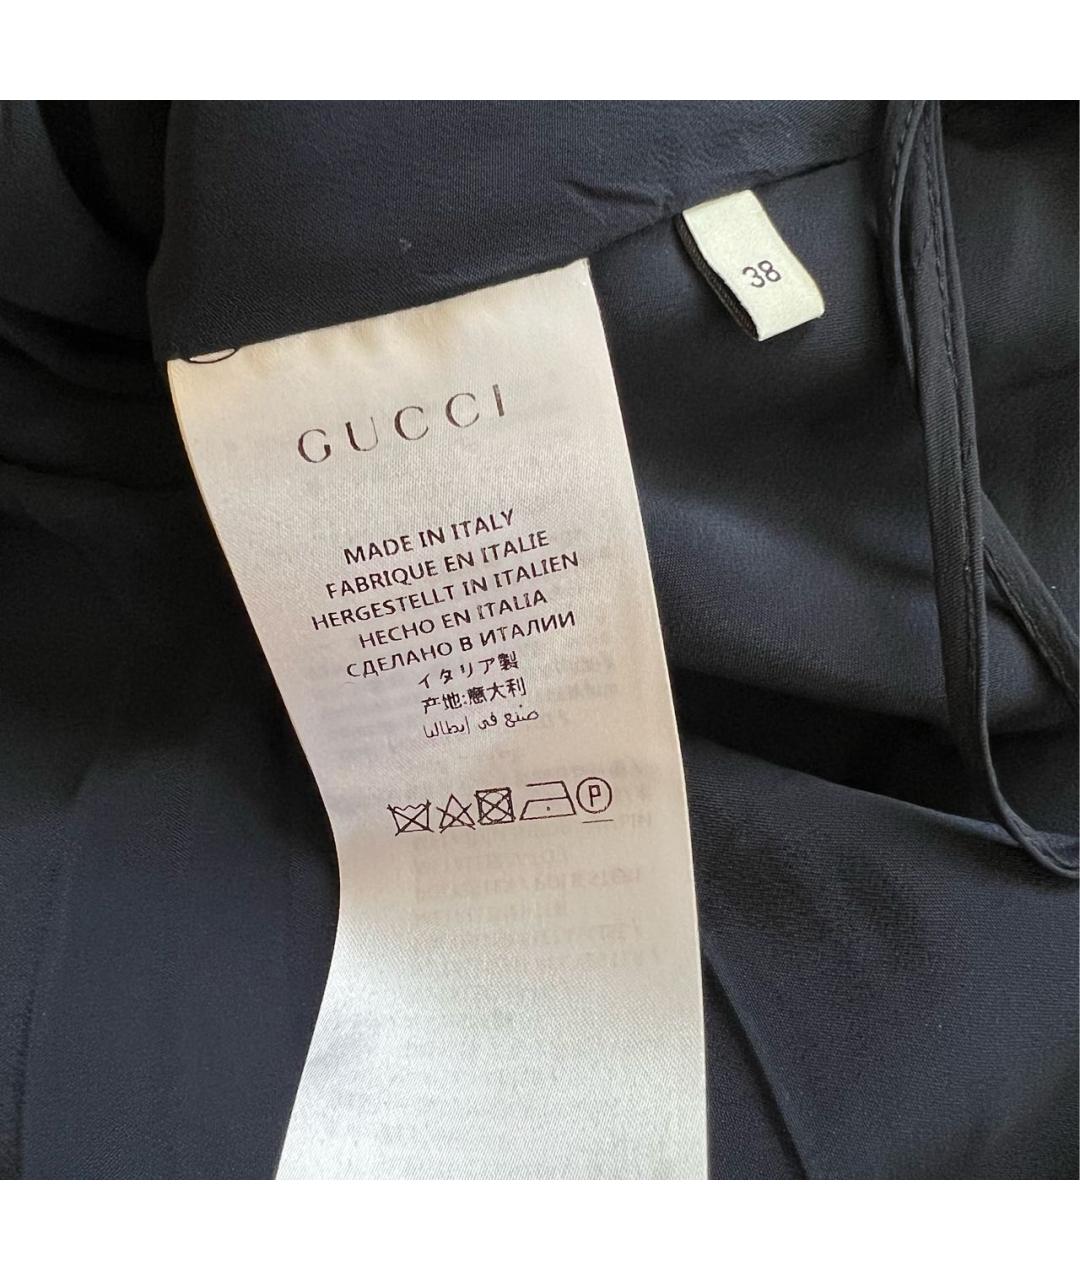 GUCCI
38
MADE IN ITALY
FABRIQUE EN ITALIE
HERGESTELLT IN ITALIEN
HECHO EN ITALIA
СДЕЛАНО В ИТАЛИИ
イタリア製
产地:意大利
صنع في إيطاليا
P